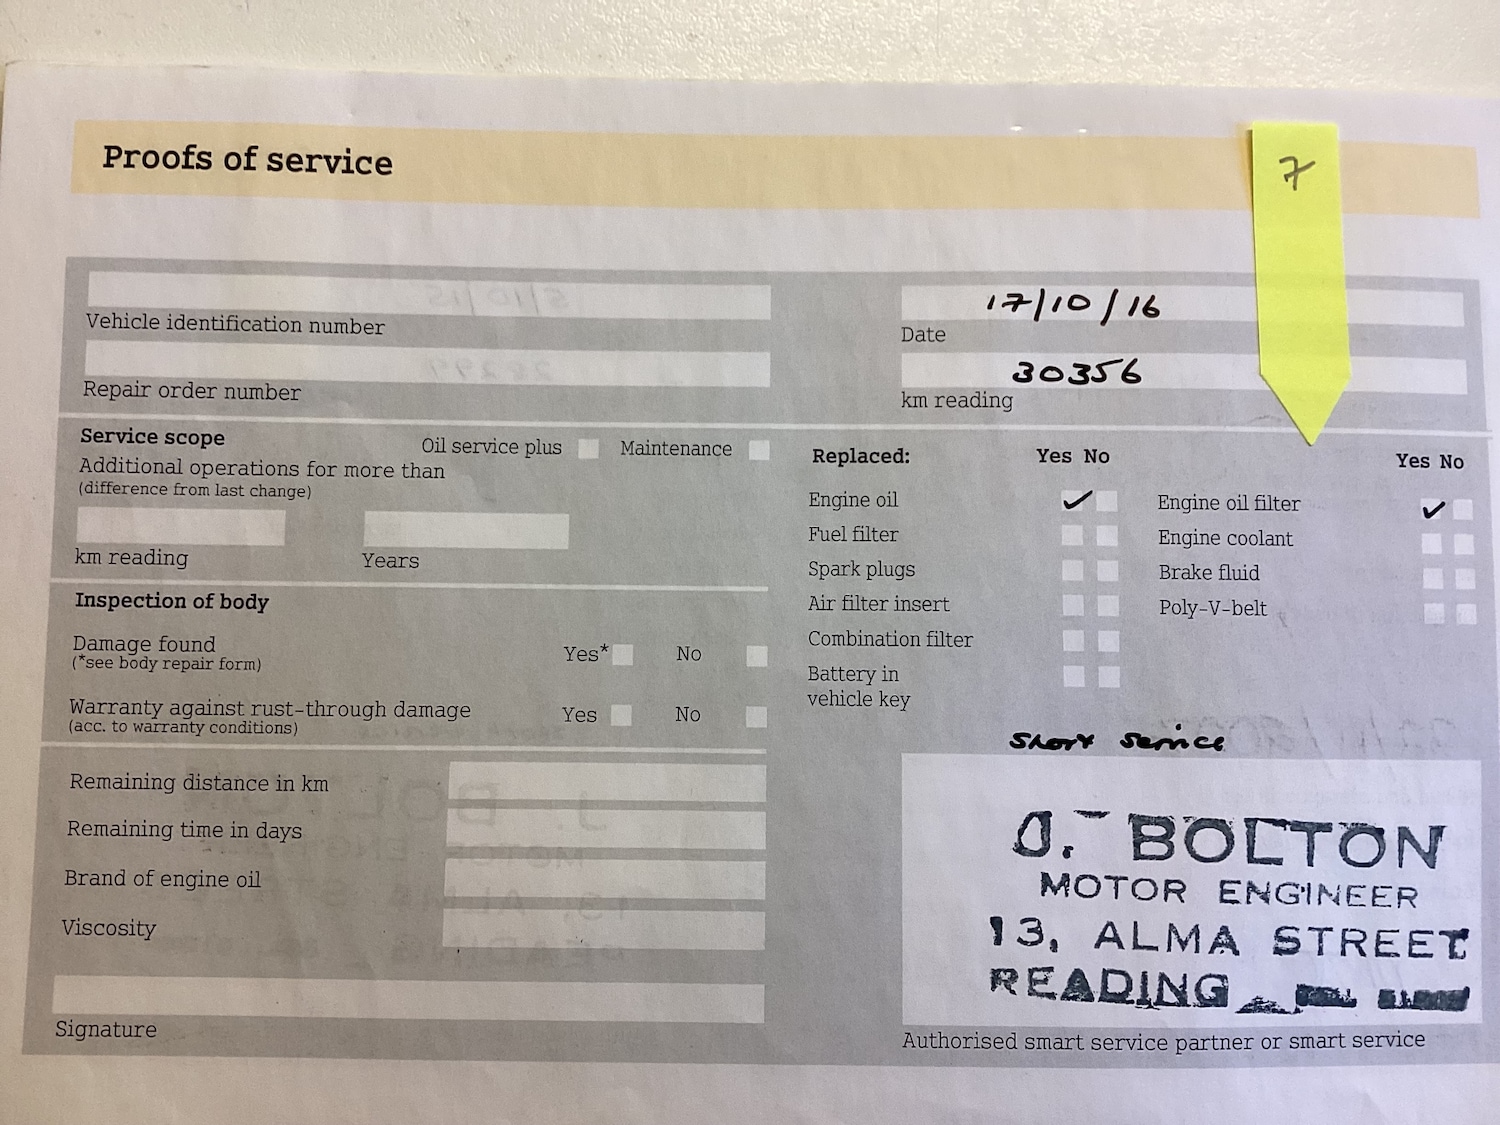 Proofs of service
7
Vehicle identification number
17/10/16
Date
Repair order number
30356
km reading
Service scope
Oil service plus Maintenance
Additional operations for more than
(difference from last change)
km reading Years
Inspection of body
Damage found Yes* No
(*see body repair form)
Warranty against rust-through damage Yes No
(acc. to warranty conditions)
Remaining distance in km
Remaining time in days
Brand of engine oil
Viscosity
Signature
Replaced: Yes No Yes No
Engine oil ✓ Engine oil filter ✓
Fuel filter Engine coolant
Spark plugs Brake fluid
Air filter insert Poly-V-belt
Combination filter
Battery in
vehicle key
Short Service
J. BOLTON
MOTOR ENGINEER
13, ALMA STREET
READING
Authorised smart service partner or smart service